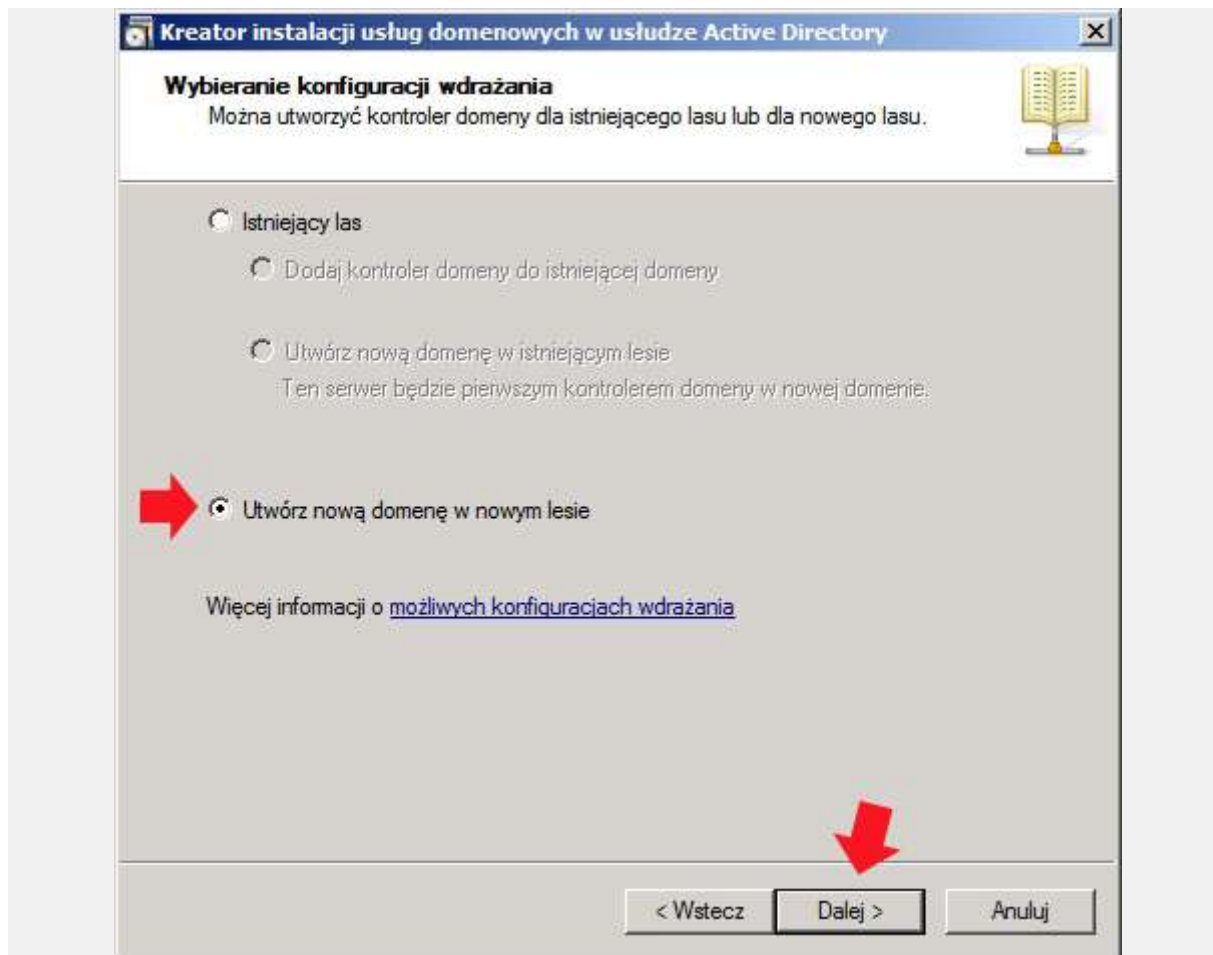 Kreator instalacji usług domenowych w usłudze Active Directory
Wybieranie konfiguracji wdrażania
Można utworzyć kontroler domeny dla istniejącego lasu lub dla nowego lasu.
Istniejący las
Dodaj kontroler domeny do istniejącej domeny
Utwórz nową domenę w istniejącym lesie
Ten serwer będzie pierwszym kontrolerem domeny w nowej domenie.
Utwórz nową domenę w nowym lesie
Więcej informacji o możliwych konfiguracjach wdrażania
< Wstecz
Dalej >
Anuluj